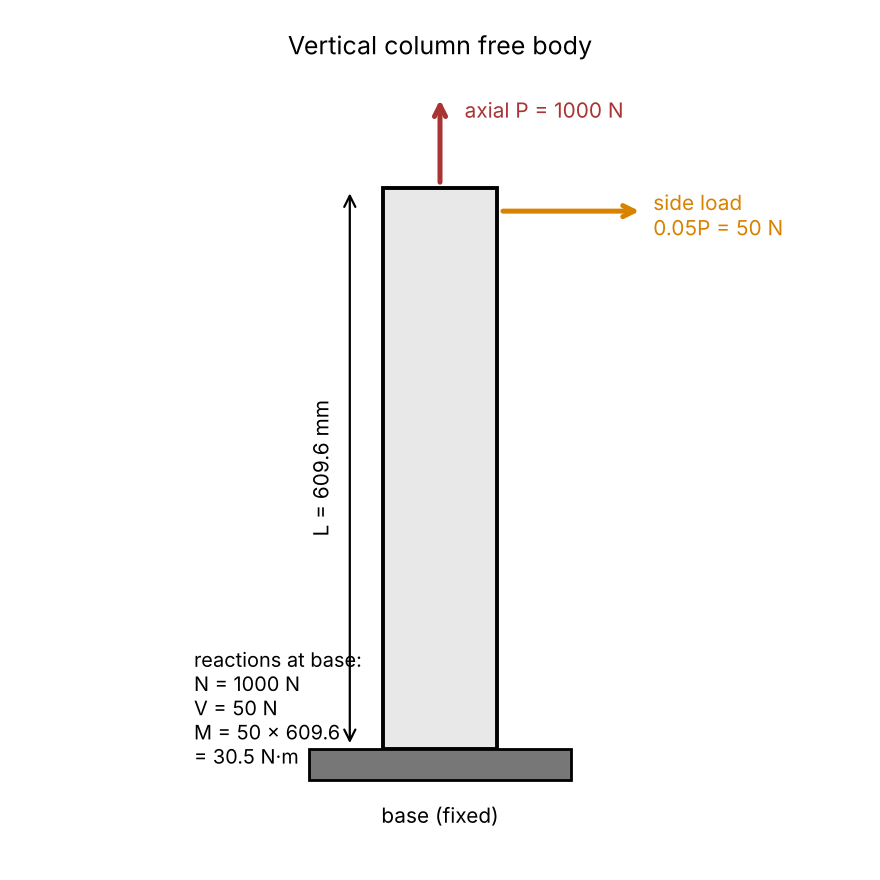 Vertical column free body
axial P = 1000 N
side load
0.05P = 50 N
L = 609.6 mm
reactions at base:
N = 1000 N
V = 50 N
M = 50 × 609.6
= 30.5 N·m
base (fixed)